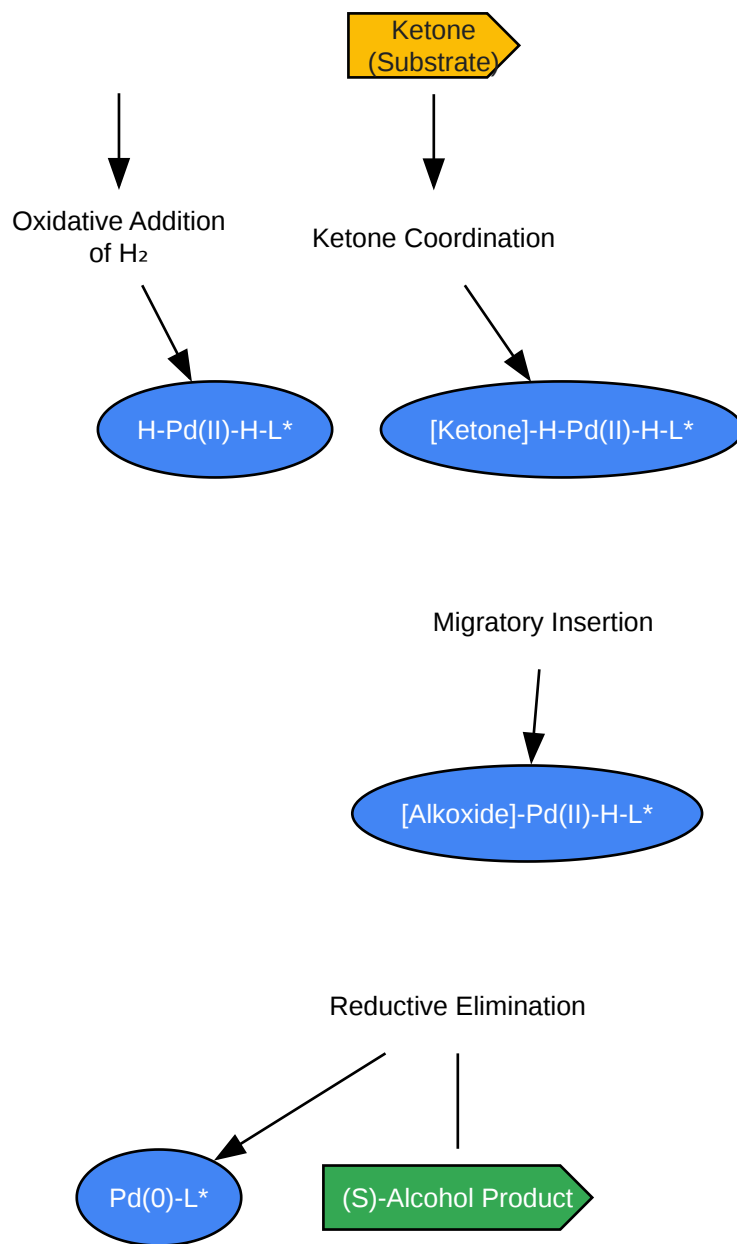 Ketone
(Substrate)
Oxidative Addition
of H₂
Ketone Coordination
H-Pd(II)-H-L*
[Ketone]-H-Pd(II)-H-L*
Migratory Insertion
[Alkoxide]-Pd(II)-H-L*
Reductive Elimination
Pd(0)-L*
(S)-Alcohol Product